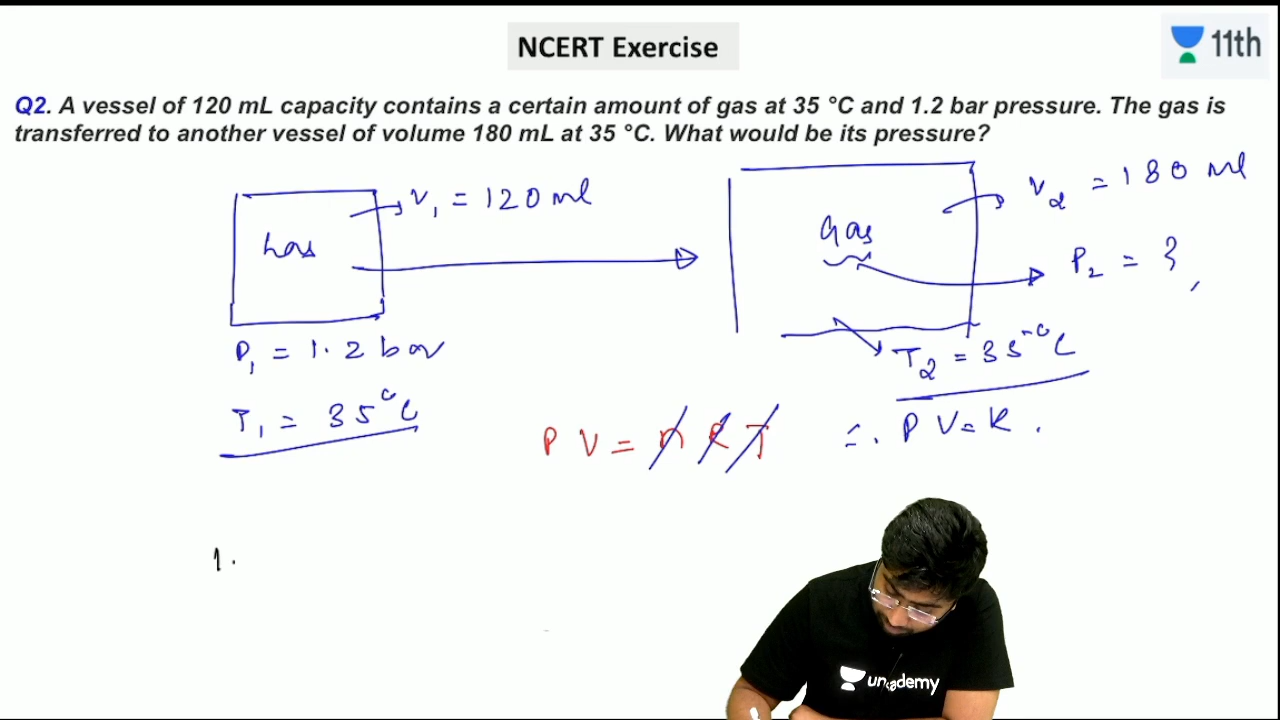 NCERT Exercise
11th
Q2. A vessel of 120 mL capacity contains a certain amount of gas at 35 °C and 1.2 bar pressure. The gas is
transferred to another vessel of volume 180 mL at 35 °C. What would be its pressure?
V₁ = 120 ml
V₂ = 180 ml
Gas
gas
P₂ = ?
P₁ = 1.2 bar
T₂ = 35°C
T₁ = 35°C
PV = nRT
∴ PV = K.
1.
unacademy